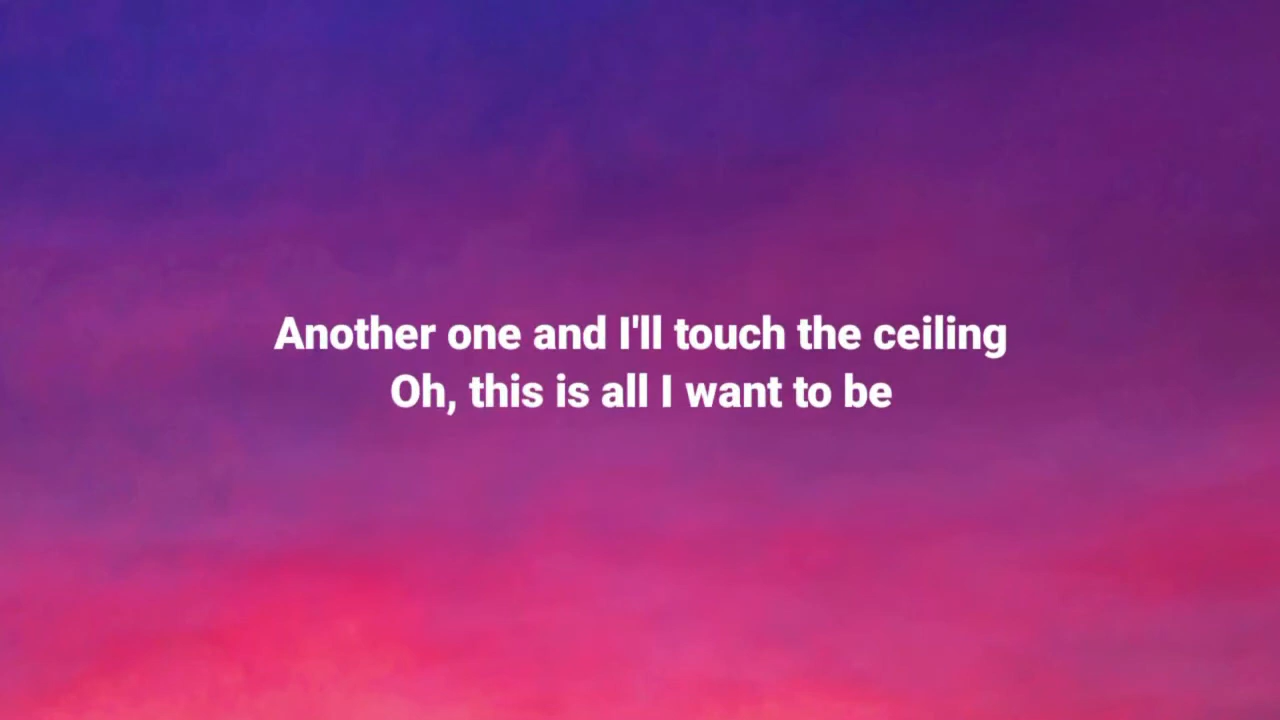 Another one and I'll touch the ceiling
Oh, this is all I want to be